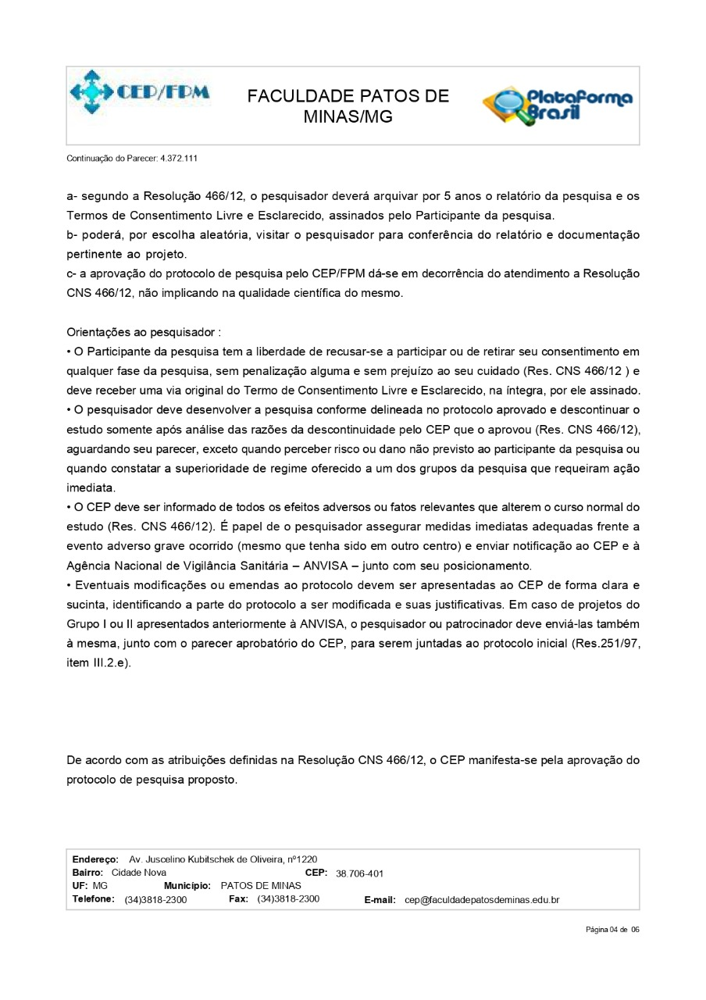 CEP/FPM
FACULDADE PATOS DE
MINAS/MG
Plataforma
Brasil
Continuação do Parecer: 4.372.111
a- segundo a Resolução 466/12, o pesquisador deverá arquivar por 5 anos o relatório da pesquisa e os
Termos de Consentimento Livre e Esclarecido, assinados pelo Participante da pesquisa.
b- poderá, por escolha aleatória, visitar o pesquisador para conferência do relatório e documentação
pertinente ao projeto.
c- a aprovação do protocolo de pesquisa pelo CEP/FPM dá-se em decorrência do atendimento a Resolução
CNS 466/12, não implicando na qualidade científica do mesmo.
Orientações ao pesquisador :
• O Participante da pesquisa tem a liberdade de recusar-se a participar ou de retirar seu consentimento em
qualquer fase da pesquisa, sem penalização alguma e sem prejuízo ao seu cuidado (Res. CNS 466/12 ) e
deve receber uma via original do Termo de Consentimento Livre e Esclarecido, na íntegra, por ele assinado.
• O pesquisador deve desenvolver a pesquisa conforme delineada no protocolo aprovado e descontinuar o
estudo somente após análise das razões da descontinuidade pelo CEP que o aprovou (Res. CNS 466/12),
aguardando seu parecer, exceto quando perceber risco ou dano não previsto ao participante da pesquisa ou
quando constatar a superioridade de regime oferecido a um dos grupos da pesquisa que requeiram ação
imediata.
• O CEP deve ser informado de todos os efeitos adversos ou fatos relevantes que alterem o curso normal do
estudo (Res. CNS 466/12). É papel de o pesquisador assegurar medidas imediatas adequadas frente a
evento adverso grave ocorrido (mesmo que tenha sido em outro centro) e enviar notificação ao CEP e à
Agência Nacional de Vigilância Sanitária – ANVISA – junto com seu posicionamento.
• Eventuais modificações ou emendas ao protocolo devem ser apresentadas ao CEP de forma clara e
sucinta, identificando a parte do protocolo a ser modificada e suas justificativas. Em caso de projetos do
Grupo I ou II apresentados anteriormente à ANVISA, o pesquisador ou patrocinador deve enviá-las também
à mesma, junto com o parecer aprobatório do CEP, para serem juntadas ao protocolo inicial (Res.251/97,
item III.2.e).
De acordo com as atribuições definidas na Resolução CNS 466/12, o CEP manifesta-se pela aprovação do
protocolo de pesquisa proposto.
Endereço: Av. Juscelino Kubitschek de Oliveira, nº1220
Bairro: Cidade Nova CEP: 38.706-401
UF: MG Município: PATOS DE MINAS
Telefone: (34)3818-2300 Fax: (34)3818-2300 E-mail: cep@faculdadepatosdeminas.edu.br
Página 04 de 06